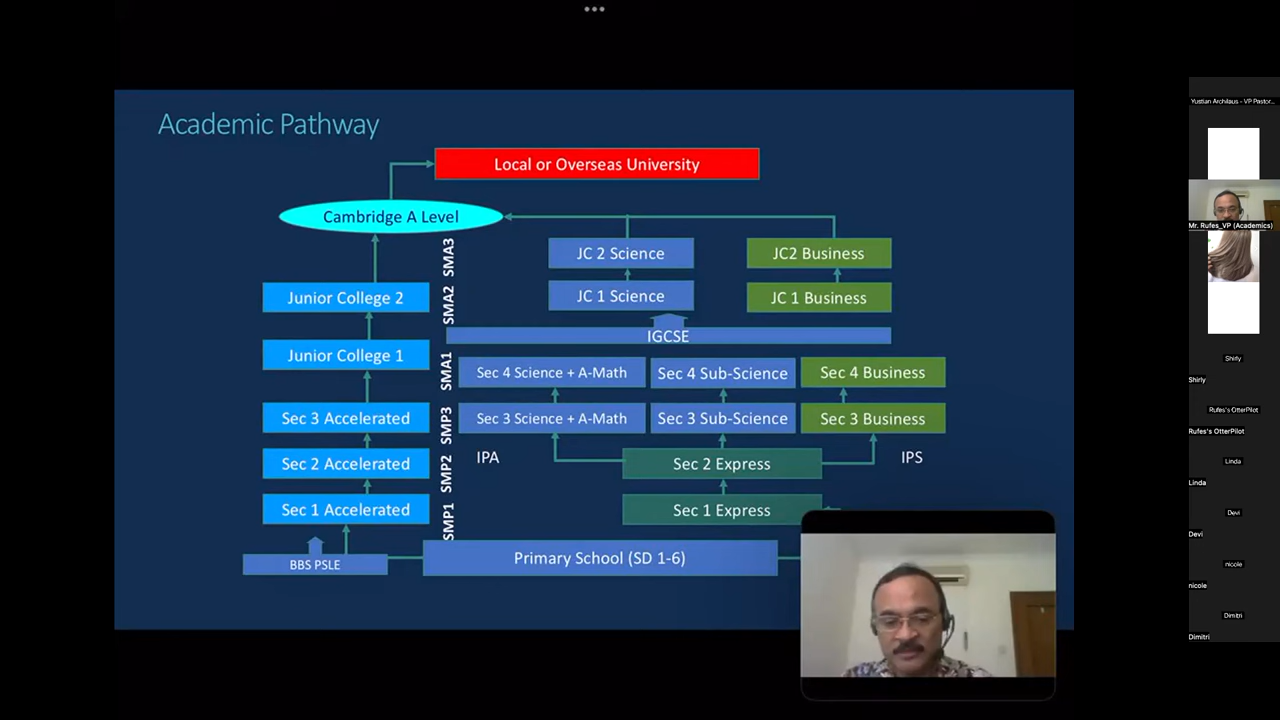 Academic Pathway
Local or Overseas University
Cambridge A Level
SMA3
JC 2 Science
JC2 Business
Junior College 2
SMA2
JC 1 Science
JC 1 Business
IGCSE
Junior College 1
SMA1
Sec 4 Science + A-Math
Sec 4 Sub-Science
Sec 4 Business
Sec 3 Accelerated
SMP3
Sec 3 Science + A-Math
Sec 3 Sub-Science
Sec 3 Business
Sec 2 Accelerated
SMP2
IPA
Sec 2 Express
IPS
Sec 1 Accelerated
SMP1
Sec 1 Express
BBS PSLE
Primary School (SD 1-6)
Yustian Archilaus - VP Pastor...
Mr. Rufes_VP (Academics)
Shirly
Shirly
Rufes's OtterPilot
Rufes's OtterPilot
Linda
Linda
Devi
Devi
nicole
nicole
Dimitri
Dimitri